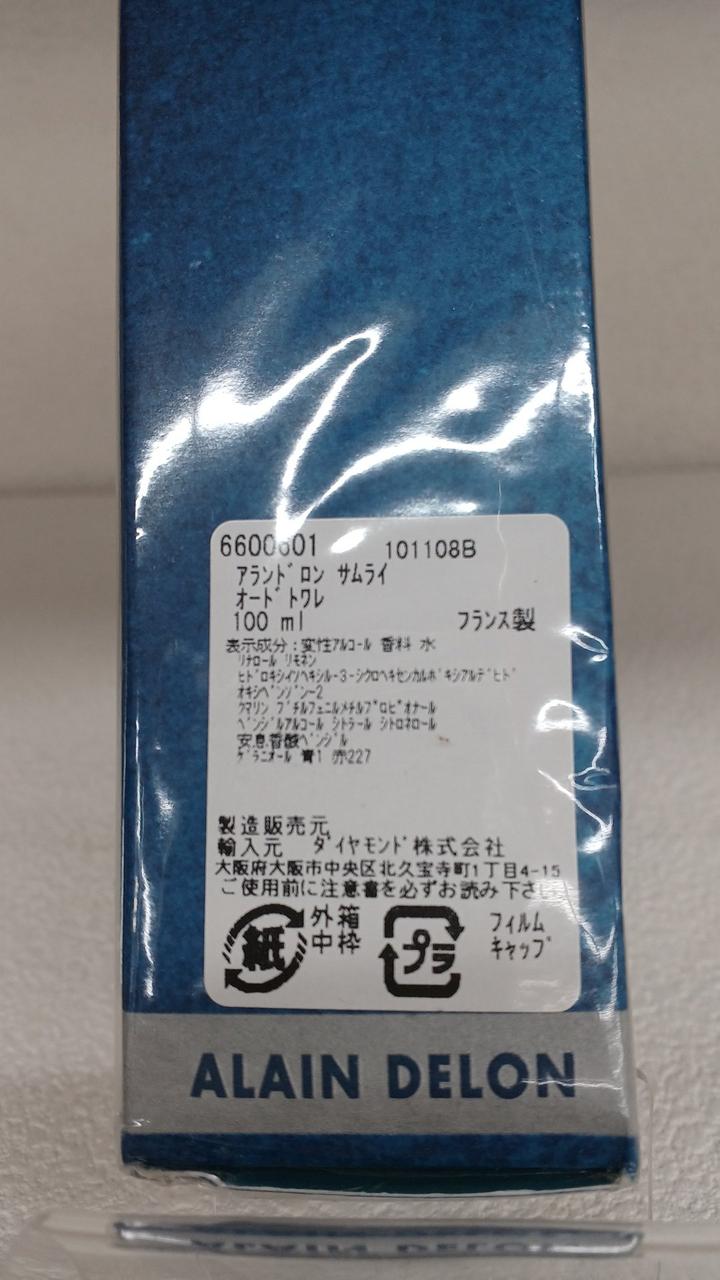 6600601 101108B
アランドﾞロン サムライ
オードﾞトワレ
100 ml フランス製
表示成分:変性アルコール 香料 水
リナロール リモネン
ヒドﾞロキシイソヘキシル-3-シクロヘキセンカルボﾞキシアルデﾞヒドﾞ
オキシベﾞンゾﾞン-2
クマリン ブﾞチルフェニルメチルプﾟロピﾟオナール
ベﾞンジﾞルアルコール シトラール シトロネロール
安息香酸ベﾞンジﾞル
ゲﾞラニオール 青1 赤227
製造販売元
輸入元 ダﾞイヤモンドﾞ株式会社
大阪府大阪市中央区北久宝寺町1丁目4-15
ご使用前に注意書を必ずお読み下さい
紙 外箱 中枠 プラ フィルム キャップﾟ
ALAIN DELON